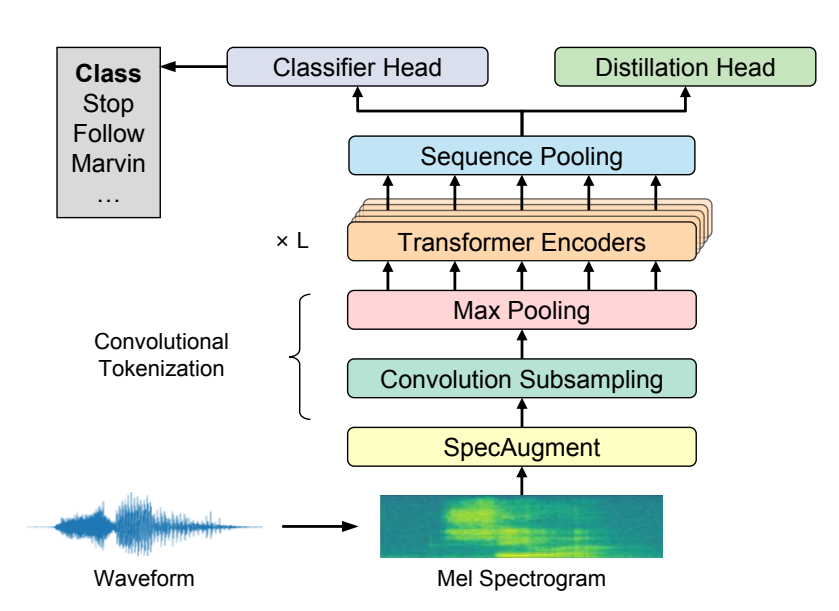 Class
Stop
Follow
Marvin
…
Classifier Head
Distillation Head
Sequence Pooling
× L
Transformer Encoders
Max Pooling
Convolutional
Tokenization
Convolution Subsampling
SpecAugment
Waveform
Mel Spectrogram